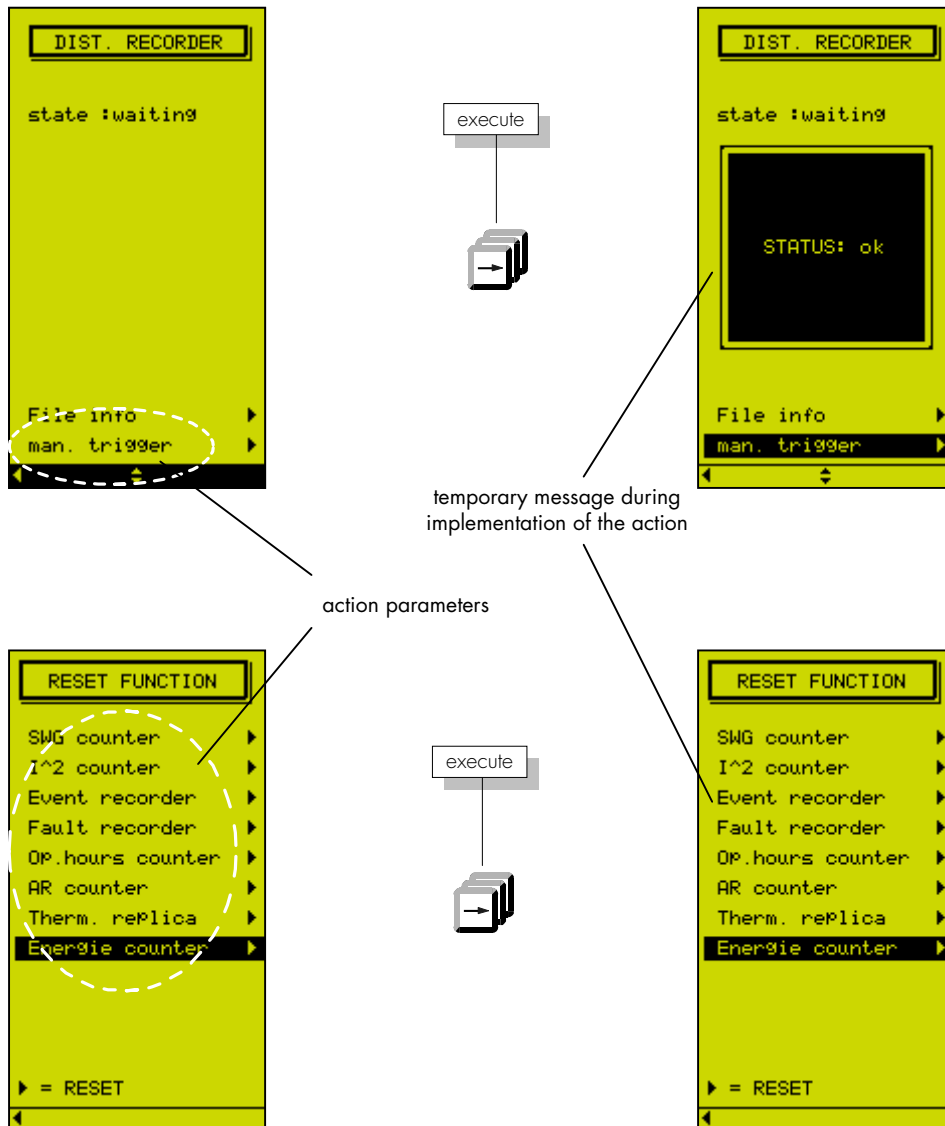 DIST. RECORDER
state :waiting
File info
man. trigger
execute
DIST. RECORDER
state :waiting
STATUS: ok
File info
man. trigger
temporary message during
implementation of the action
action parameters
RESET FUNCTION
SWG counter
I^2 counter
Event recorder
Fault recorder
Op.hours counter
AR counter
Therm. replica
Energie counter
= RESET
execute
RESET FUNCTION
SWG counter
I^2 counter
Event recorder
Fault recorder
Op.hours counter
AR counter
Therm. replica
Energie counter
= RESET